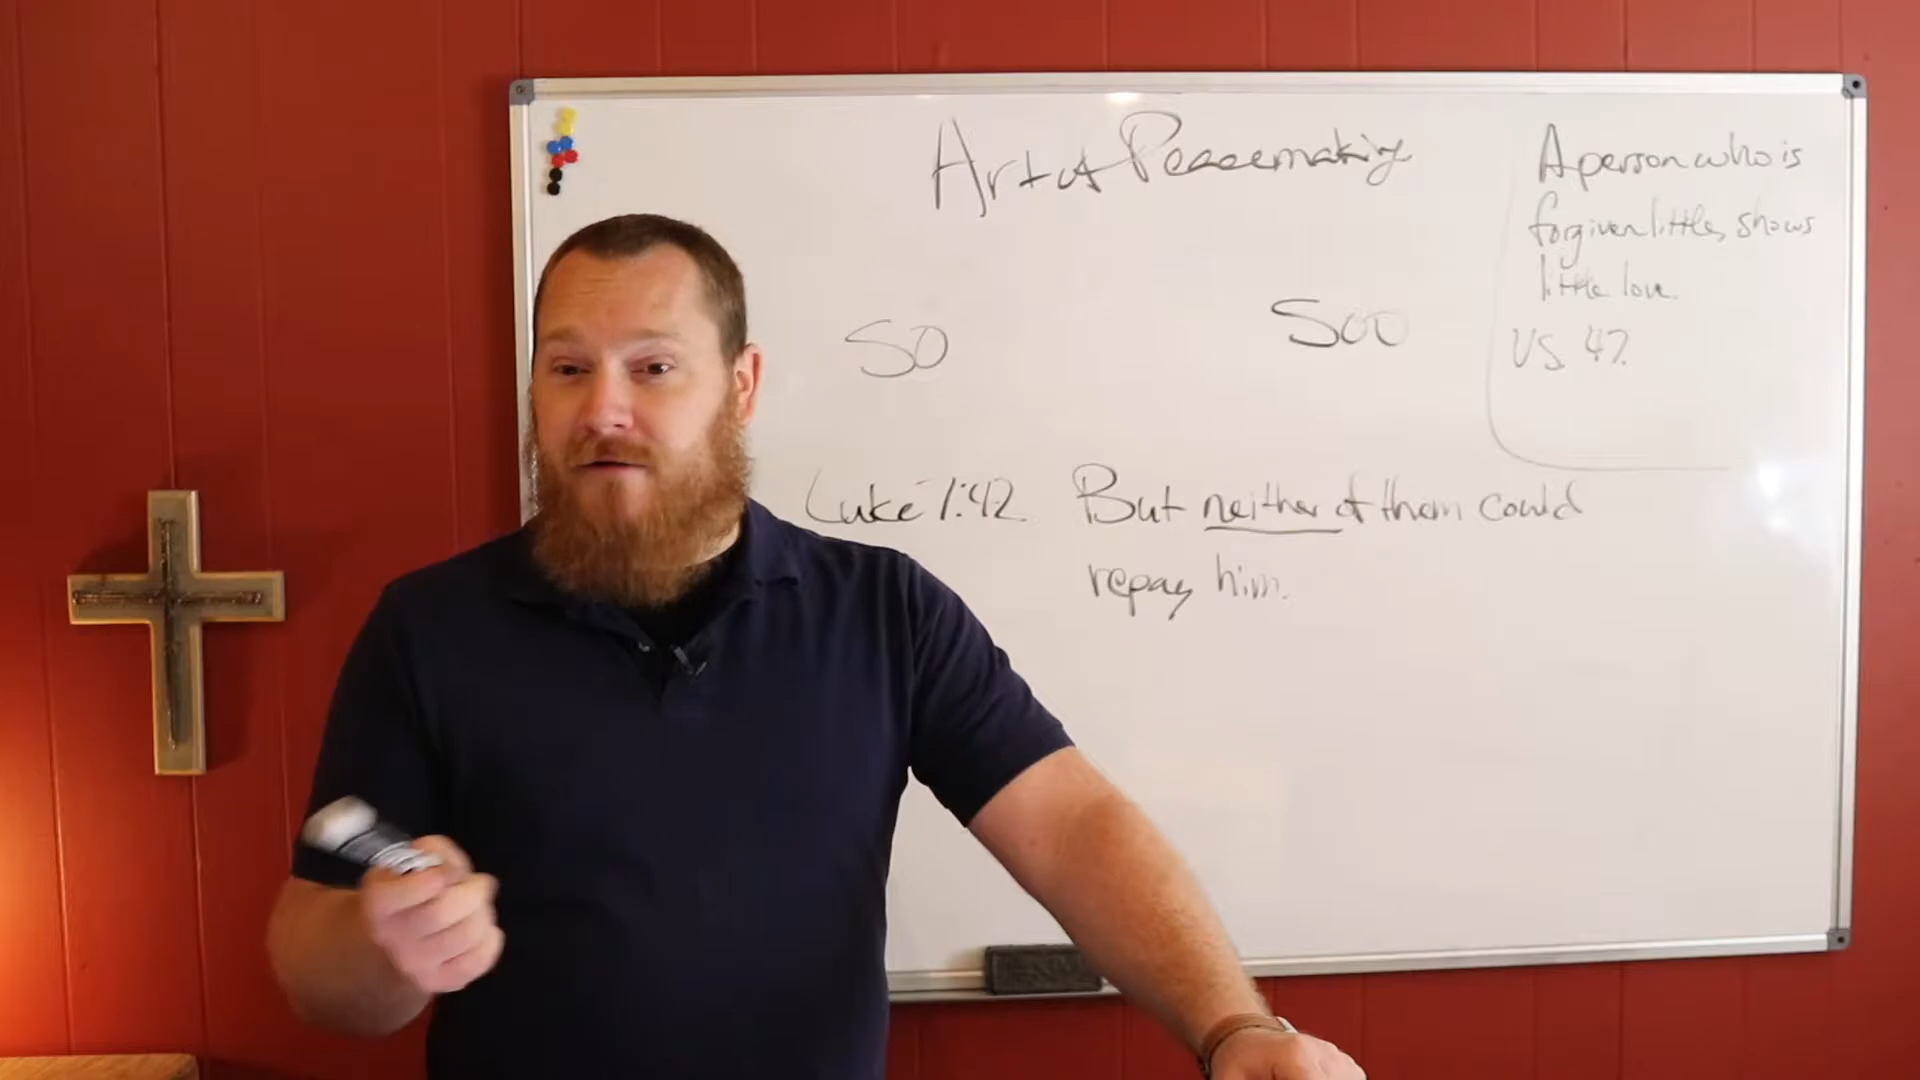 Art of Peacemaking
A person who is
forgiven little, shows
little love.
VS 47.
50
500
Luke 7:42 But neither of them could
repay him.